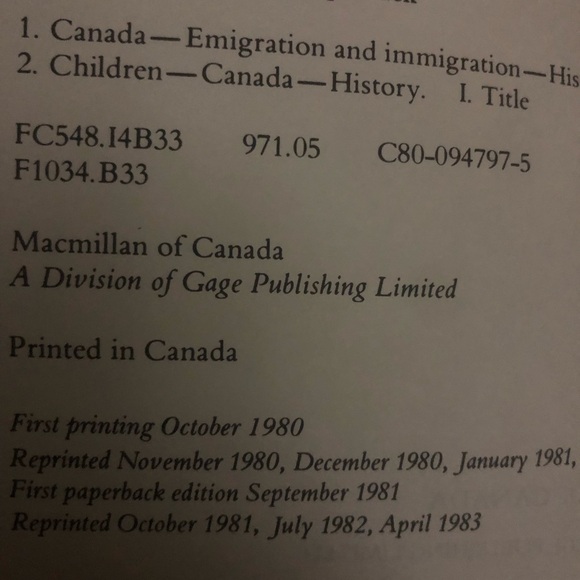 1. Canada—Emigration and immigration—His
2. Children—Canada—History. I. Title
FC548.I4B33 971.05 C80-094797-5
F1034.B33
Macmillan of Canada
A Division of Gage Publishing Limited
Printed in Canada
First printing October 1980
Reprinted November 1980, December 1980, January 1981,
First paperback edition September 1981
Reprinted October 1981, July 1982, April 1983